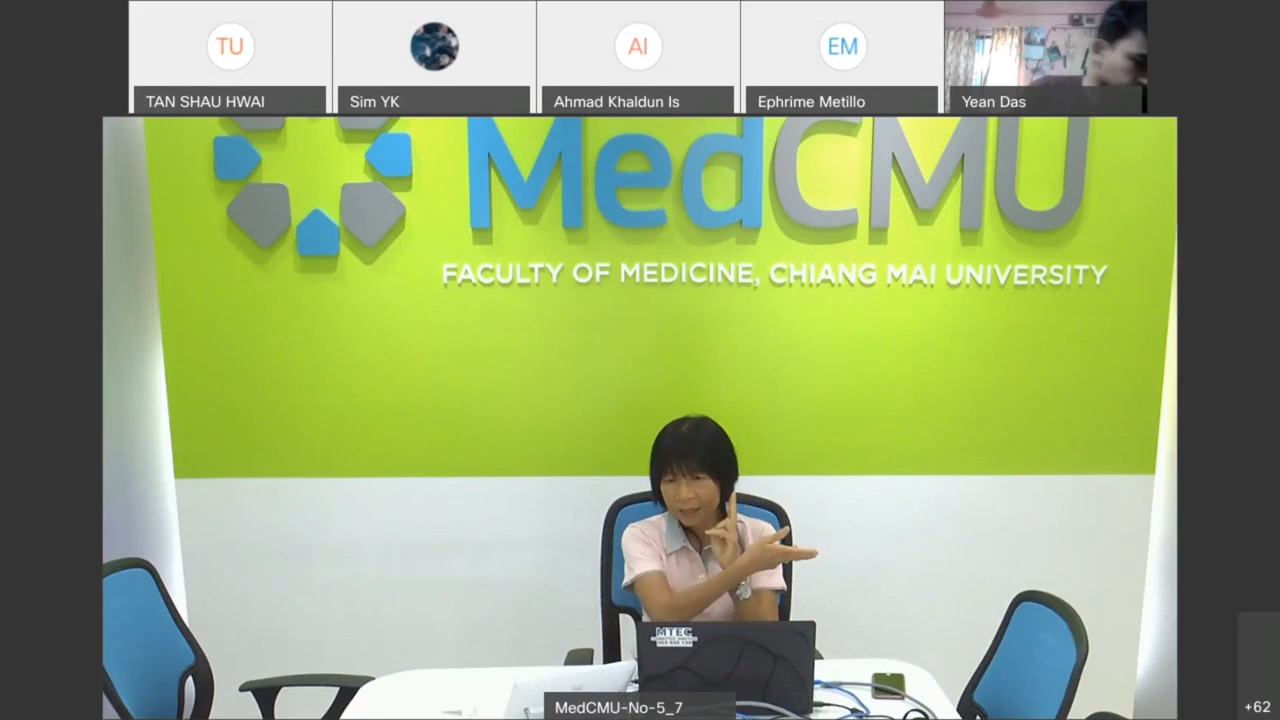 TU
AI
EM
TAN SHAU HWAI
Sim YK
Ahmad Khaldun Is
Ephrime Metillo
Yean Das
MedCMU
FACULTY OF MEDICINE, CHIANG MAI UNIVERSITY
MTEC
MedCMU-No-5_7
+62